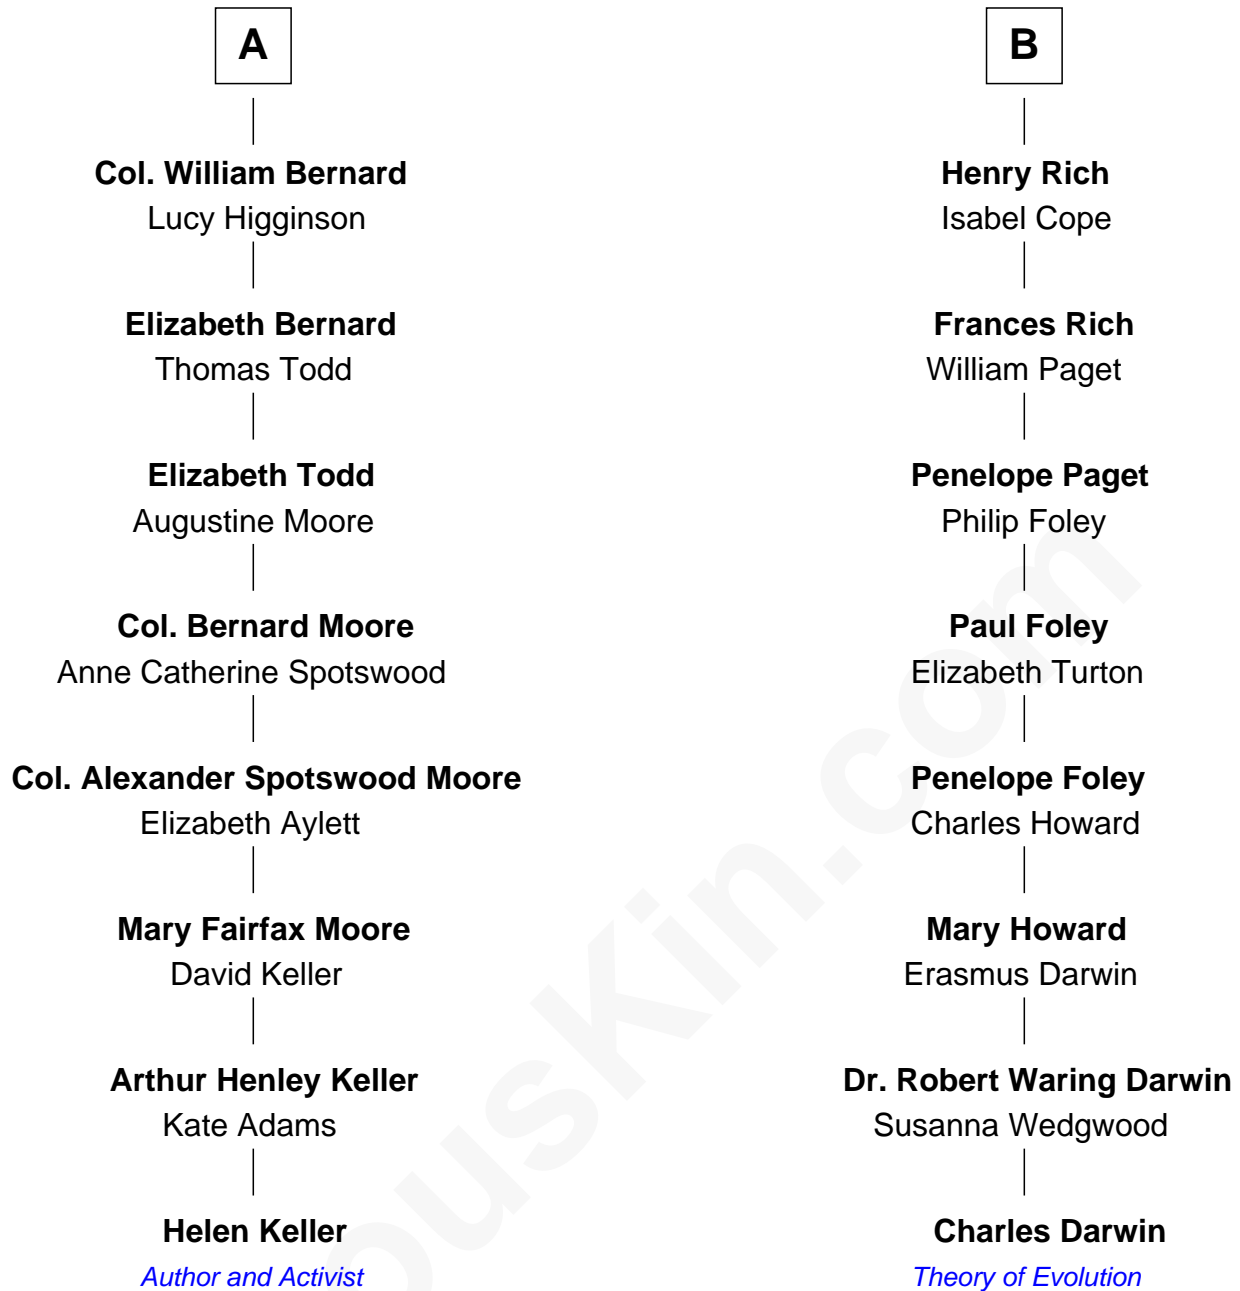 A
Col. William Bernard
Lucy Higginson
Elizabeth Bernard
Thomas Todd
Elizabeth Todd
Augustine Moore
Col. Bernard Moore
Anne Catherine Spotswood
Col. Alexander Spotswood Moore
Elizabeth Aylett
Mary Fairfax Moore
David Keller
Arthur Henley Keller
Kate Adams
Helen Keller
Author and Activist
B
Henry Rich
Isabel Cope
Frances Rich
William Paget
Penelope Paget
Philip Foley
Paul Foley
Elizabeth Turton
Penelope Foley
Charles Howard
Mary Howard
Erasmus Darwin
Dr. Robert Waring Darwin
Susanna Wedgwood
Charles Darwin
Theory of Evolution
ousKin.com